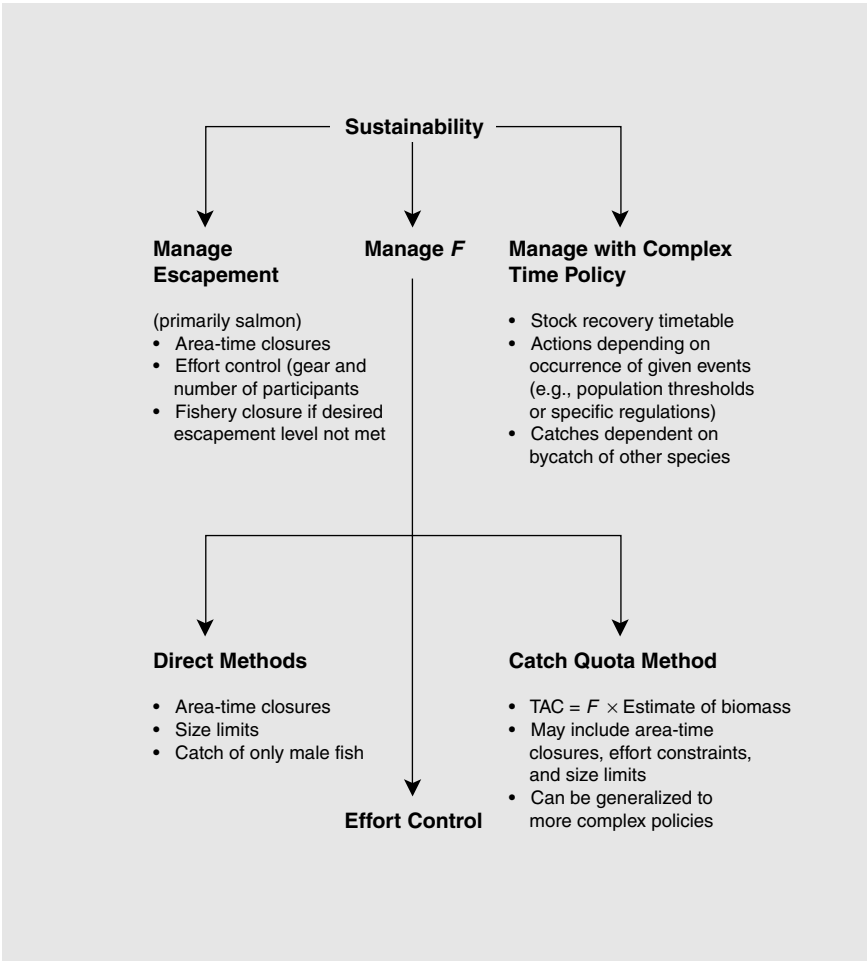 Sustainability
Manage
Escapement
(primarily salmon)
• Area-time closures
• Effort control (gear and
number of participants
• Fishery closure if desired
escapement level not met
Manage F
Manage with Complex
Time Policy
• Stock recovery timetable
• Actions depending on
occurrence of given events
(e.g., population thresholds
or specific regulations)
• Catches dependent on
bycatch of other species
Direct Methods
• Area-time closures
• Size limits
• Catch of only male fish
Effort Control
Catch Quota Method
• TAC = F × Estimate of biomass
• May include area-time
closures, effort constraints,
and size limits
• Can be generalized to
more complex policies